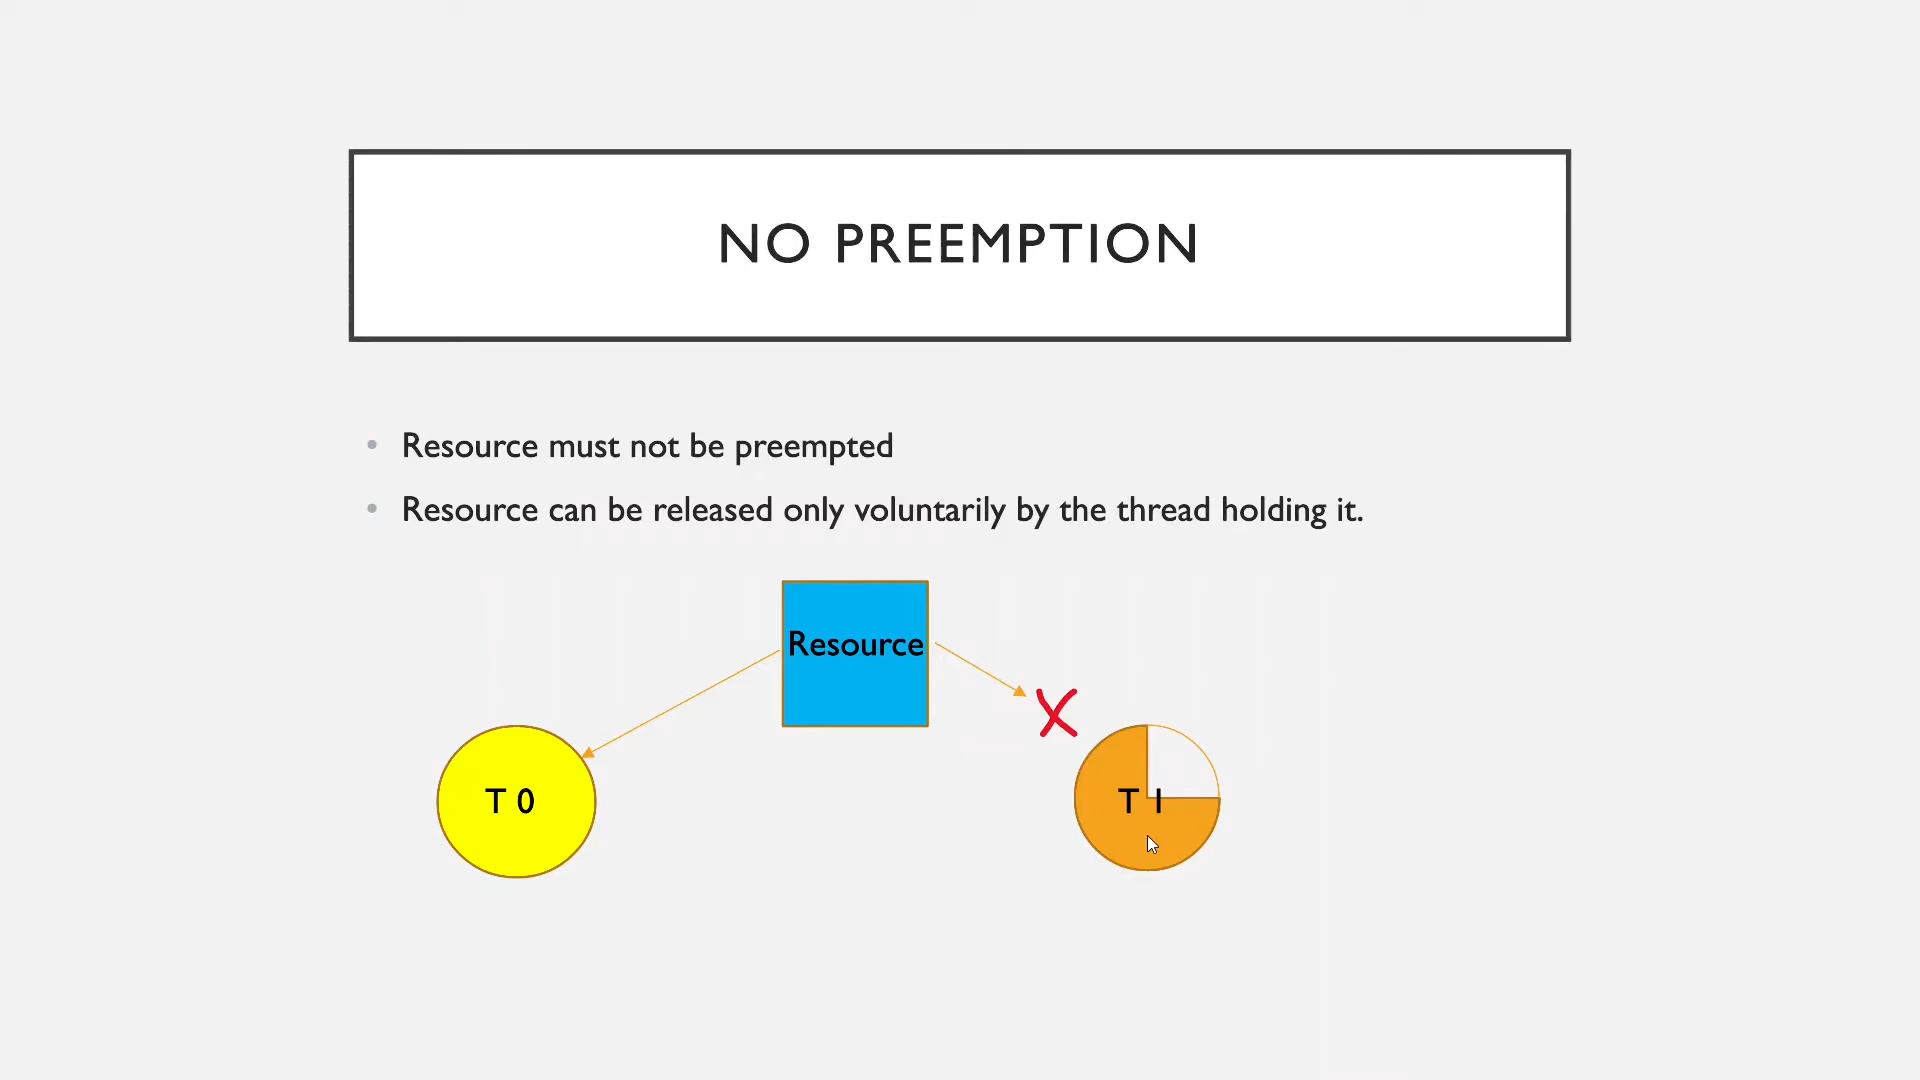 NO PREEMPTION
• Resource must not be preempted
• Resource can be released only voluntarily by the thread holding it.
Resource
T 0
T 1